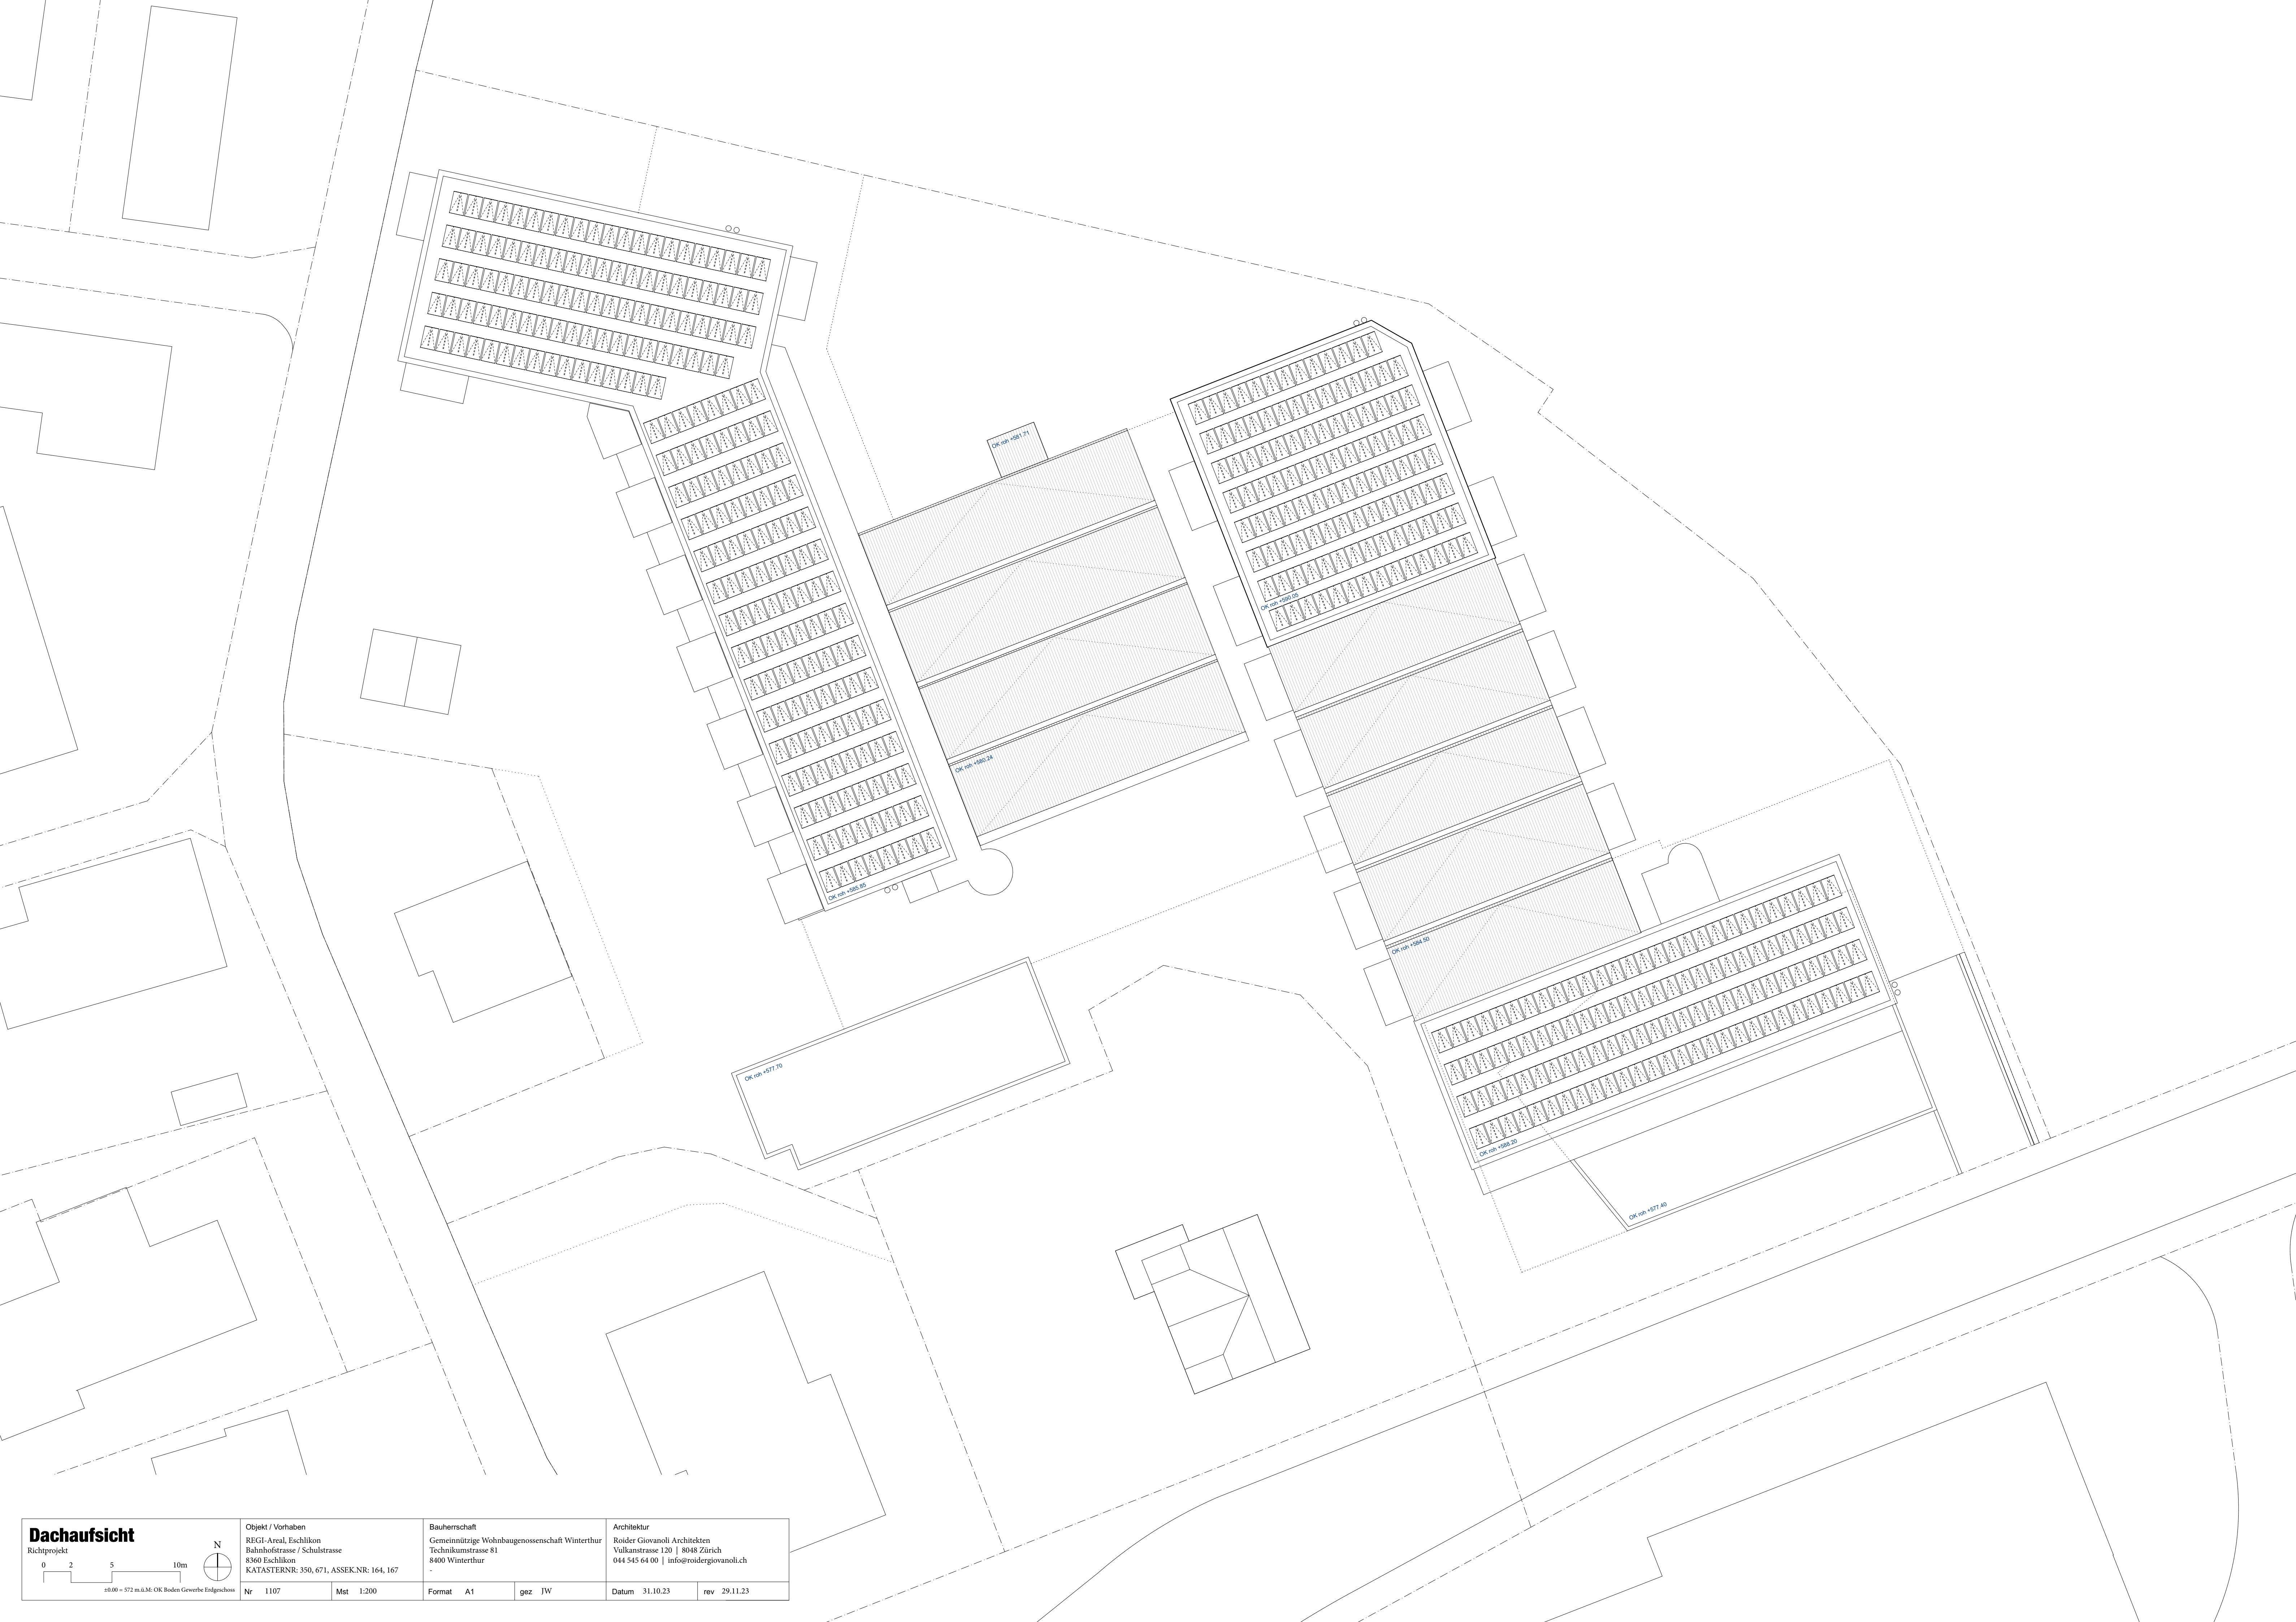 OK roh +581.71
OK roh +590.05
OK roh +580.24
OK roh +585.85
OK roh +584.50
OK roh +577.70
OK roh +588.20
OK roh +577.40
Dachaufsicht
Richtprojekt
0 2 5 10m
N
±0.00 = 572 m.ü.M: OK Boden Gewerbe Erdgeschoss
Objekt / Vorhaben
REGI-Areal, Eschlikon
Bahnhofstrasse / Schulstrasse
8360 Eschlikon
KATASTERNR: 350, 671, ASSEK.NR: 164, 167
Nr 1107
Mst 1:200
Bauherrschaft
Gemeinnützige Wohnbaugenossenschaft Winterthur
Technikumstrasse 81
8400 Winterthur
-
Format A1
gez JW
Architektur
Roider Giovanoli Architekten
Vulkanstrasse 120 | 8048 Zürich
044 545 64 00 | info@roidergiovanoli.ch
Datum 31.10.23
rev 29.11.23